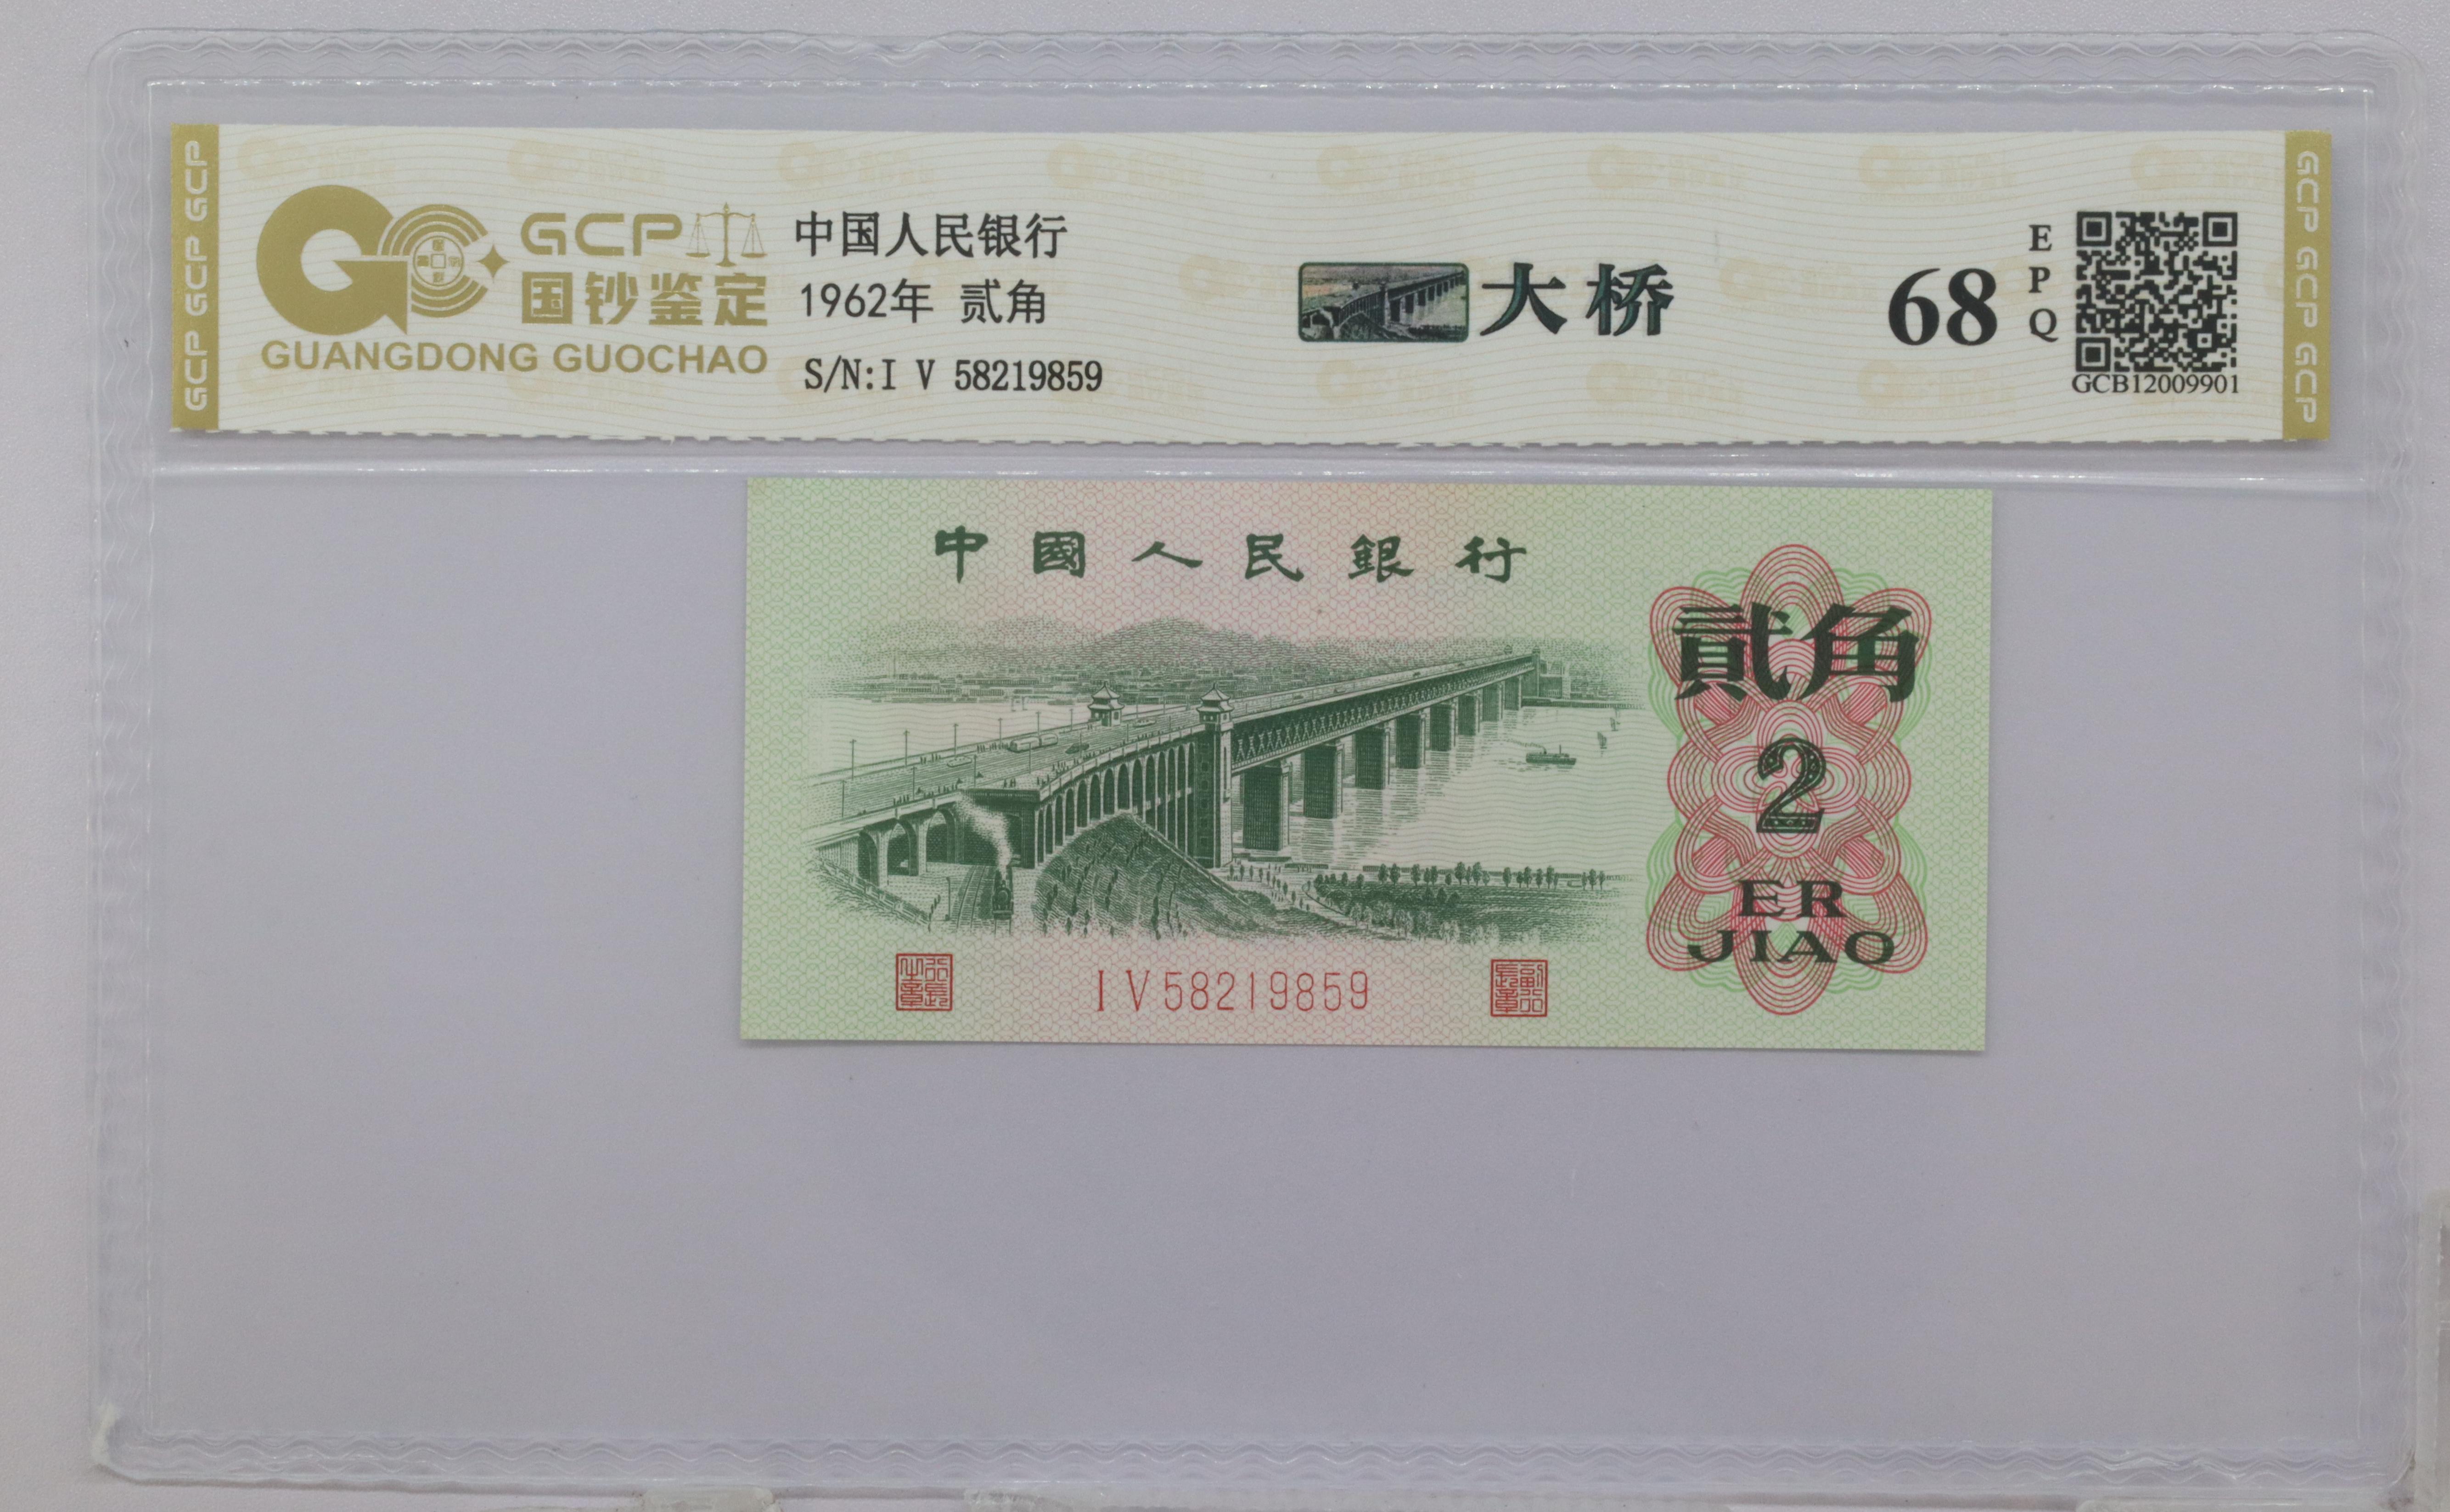 GCP GCP GCP
GCP
国钞鉴定
GUANGDONG GUOCHAO
中国人民银行
1962年 贰角
S/N:I V 58219859
大桥
68
EPQ
GCB12009901
GCP GCP GCP
中國人民銀行
貳角
2
ER
JIAO
I V 58219859